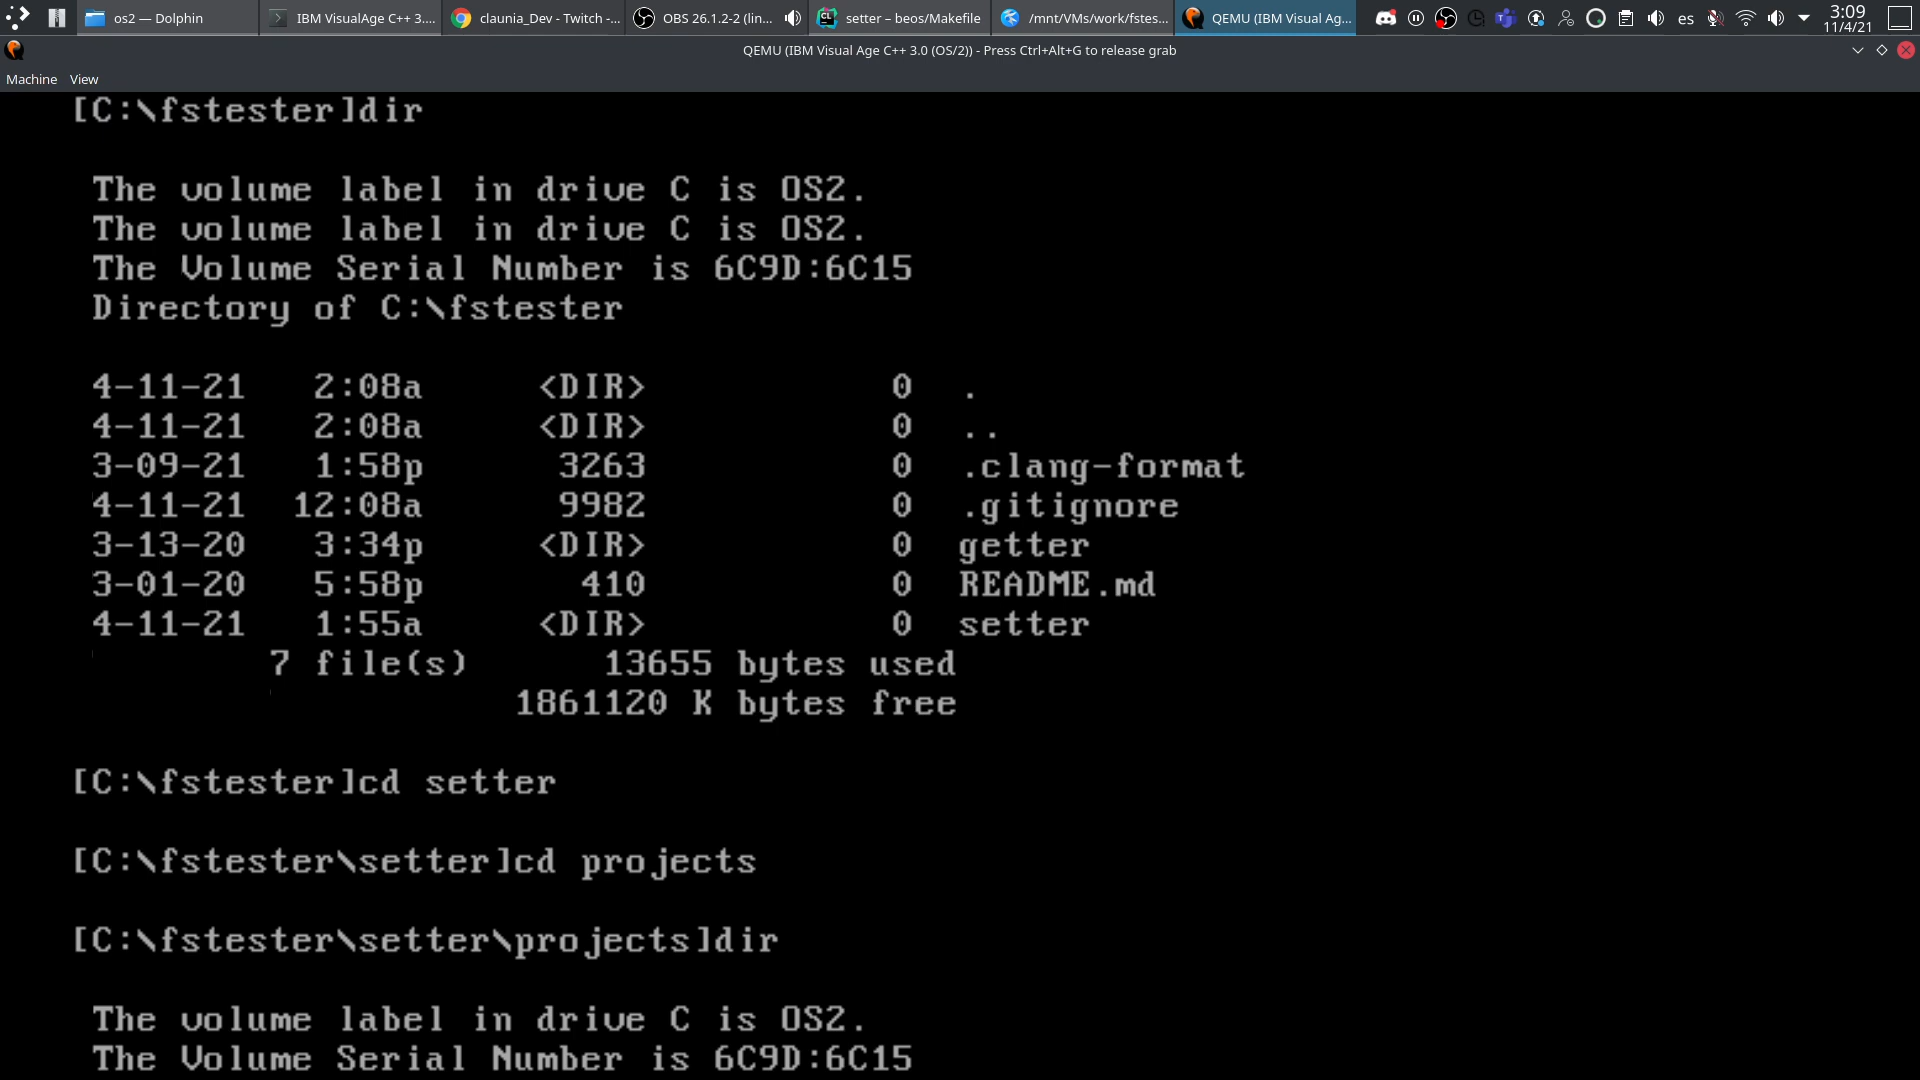 os2 — Dolphin
IBM VisualAge C++ 3....
claunia_Dev - Twitch -...
OBS 26.1.2-2 (lin...
setter – beos/Makefile
/mnt/VMs/work/fstes...
QEMU (IBM Visual Ag...
es
3:09
11/4/21
QEMU (IBM Visual Age C++ 3.0 (OS/2)) - Press Ctrl+Alt+G to release grab
Machine View
[C:\fstester]dir
The volume label in drive C is OS2.
The volume label in drive C is OS2.
The Volume Serial Number is 6C9D:6C15
Directory of C:\fstester
4-11-21 2:08a <DIR> 0 .
4-11-21 2:08a <DIR> 0 ..
3-09-21 1:58p 3263 0 .clang-format
4-11-21 12:08a 9982 0 .gitignore
3-13-20 3:34p <DIR> 0 getter
3-01-20 5:58p 410 0 README.md
4-11-21 1:55a <DIR> 0 setter
7 file(s) 13655 bytes used
1861120 K bytes free
[C:\fstester]cd setter
[C:\fstester\setter]cd projects
[C:\fstester\setter\projects]dir
The volume label in drive C is OS2.
The Volume Serial Number is 6C9D:6C15